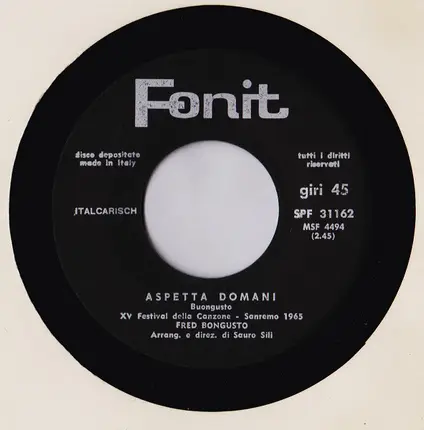 Fonit
disco depositato
made in Italy
tutti i diritti
riservati
giri 45
ITALCARISCH
SPF 31162
MSF 4494
(2.45)
ASPETTA DOMANI
Buongusto
XV Festival della Canzone - Sanremo 1965
FRED BONGUSTO
Arrang. e direz. di Sauro Sili